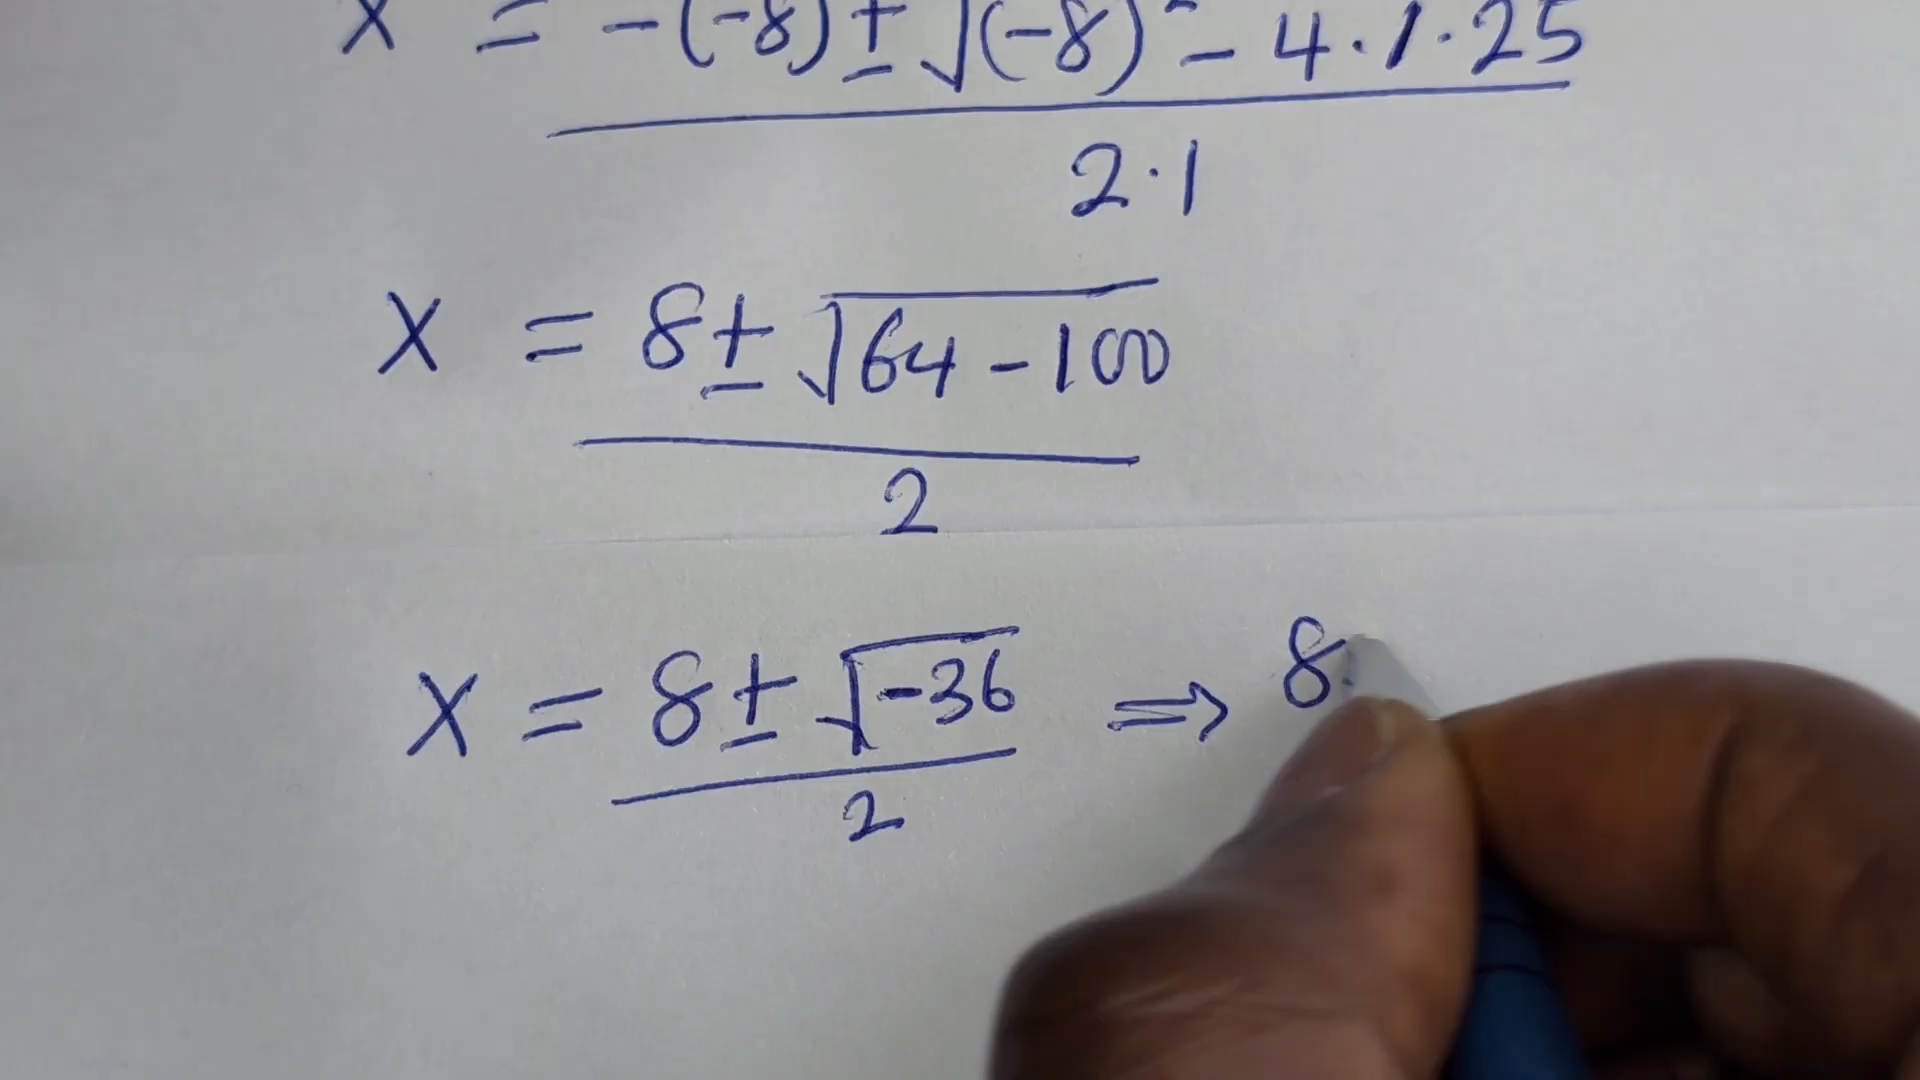 x = -(-8) ± √(-8)² - 4·1·25
2·1
x = 8 ± √64 - 100
2
x = 8 ± √-36 ⇒ 8
2